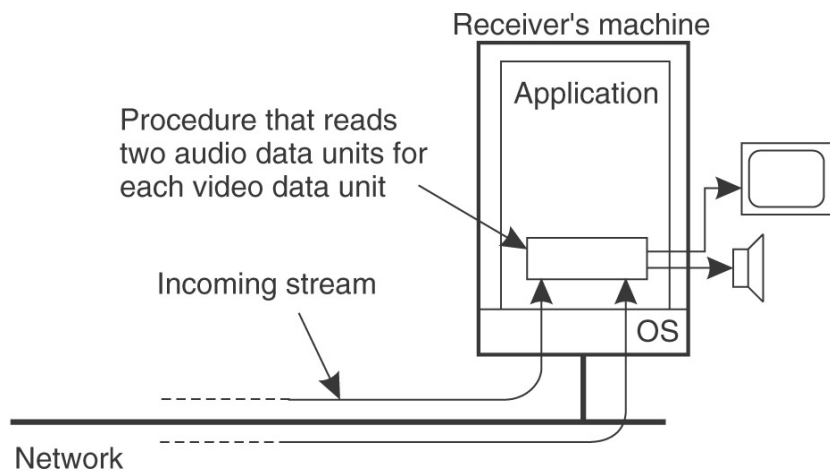 Receiver's machine
Application
Procedure that reads
two audio data units for
each video data unit
Incoming stream
OS
Network